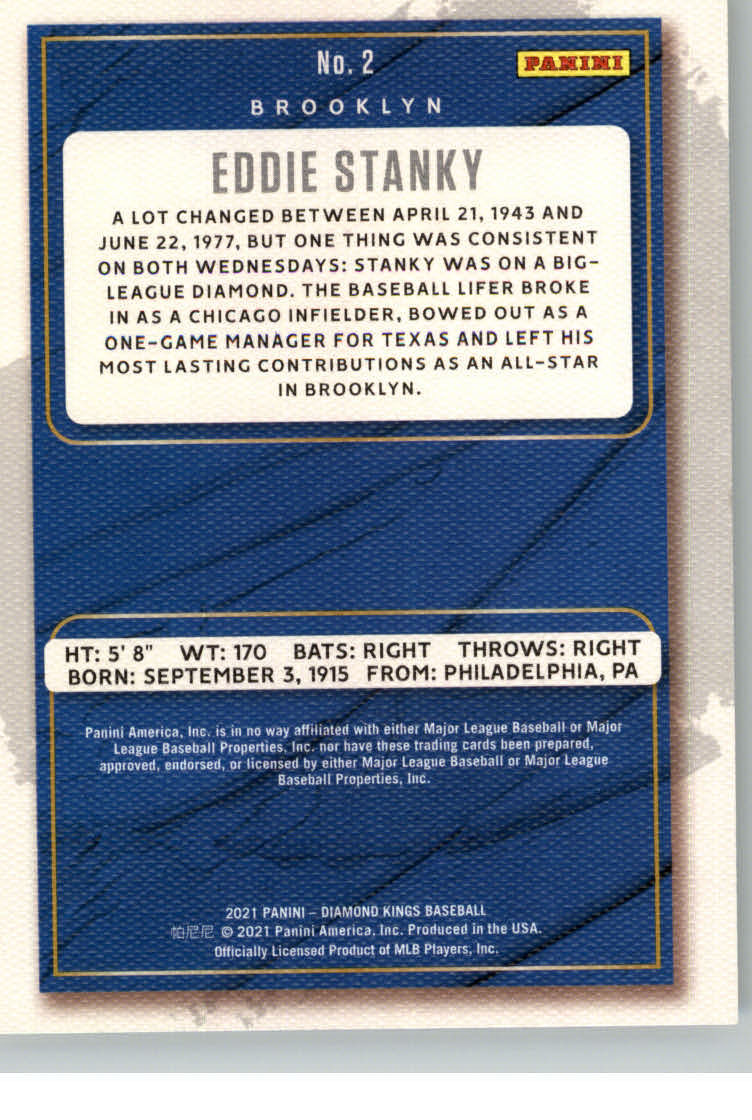 No. 2
PANINI
BROOKLYN
EDDIE STANKY
A LOT CHANGED BETWEEN APRIL 21, 1943 AND
JUNE 22, 1977, BUT ONE THING WAS CONSISTENT
ON BOTH WEDNESDAYS: STANKY WAS ON A BIG-
LEAGUE DIAMOND. THE BASEBALL LIFER BROKE
IN AS A CHICAGO INFIELDER, BOWED OUT AS A
ONE-GAME MANAGER FOR TEXAS AND LEFT HIS
MOST LASTING CONTRIBUTIONS AS AN ALL-STAR
IN BROOKLYN.
HT: 5' 8" WT: 170 BATS: RIGHT THROWS: RIGHT
BORN: SEPTEMBER 3, 1915 FROM: PHILADELPHIA, PA
Panini America, Inc. is in no way affiliated with either Major League Baseball or Major
League Baseball Properties, Inc. nor have these trading cards been prepared,
approved, endorsed, or licensed by either Major League Baseball or Major League
Baseball Properties, Inc.
2021 PANINI – DIAMOND KINGS BASEBALL
帕尼尼 © 2021 Panini America, Inc. Produced in the USA.
Officially Licensed Product of MLB Players, Inc.